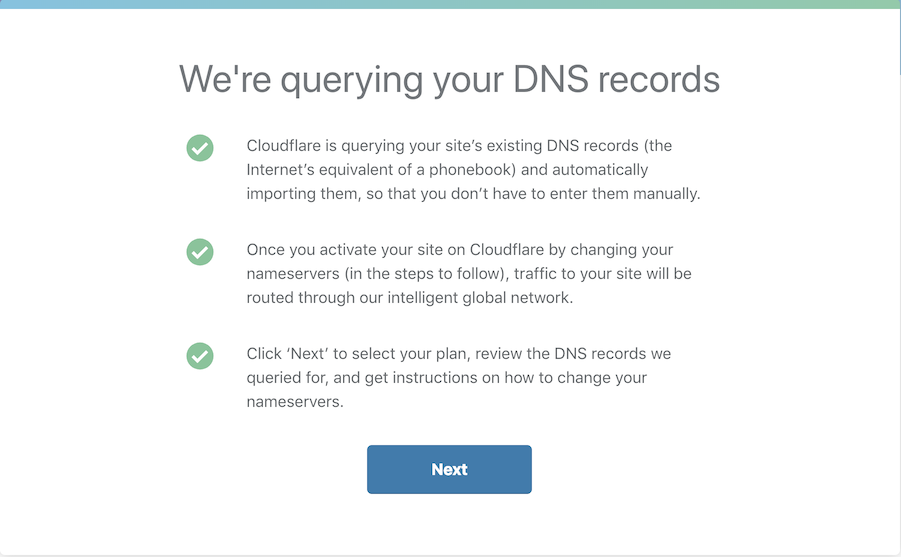 We're querying your DNS records
Cloudflare is querying your site’s existing DNS records (the
Internet’s equivalent of a phonebook) and automatically
importing them, so that you don’t have to enter them manually.
Once you activate your site on Cloudflare by changing your
nameservers (in the steps to follow), traffic to your site will be
routed through our intelligent global network.
Click ‘Next’ to select your plan, review the DNS records we
queried for, and get instructions on how to change your
nameservers.
Next